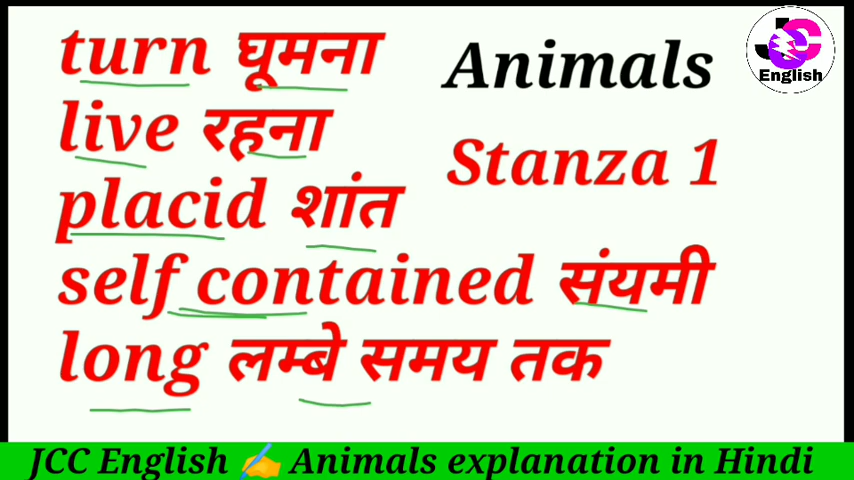 turn घूमना
live रहना
placid शांत
self contained संयमी
long लम्बे समय तक
Animals
Stanza 1
JC
English
JCC English ✍️ Animals explanation in Hindi